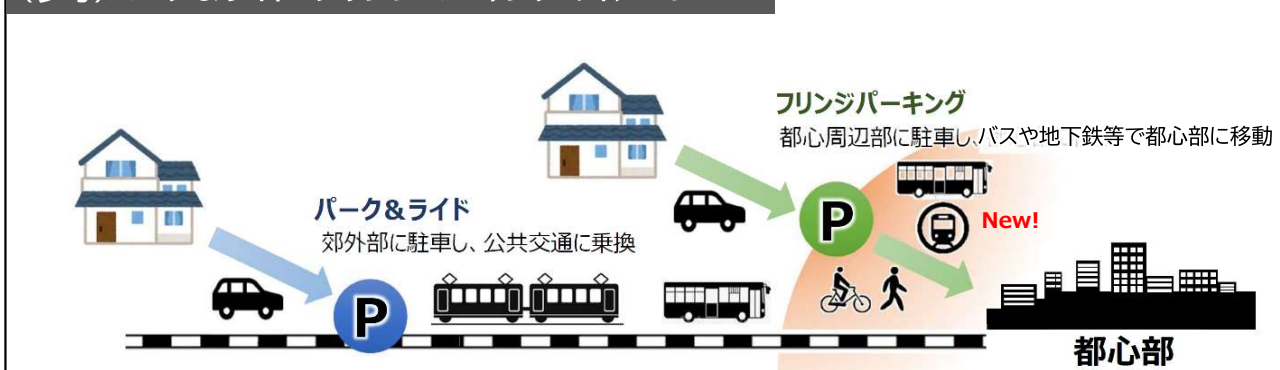 フリンジパーキング
都心周辺部に駐車し、バスや地下鉄等で都心部に移動
パーク&ライド
郊外部に駐車し、公共交通に乗換
P
New!
P
都心部